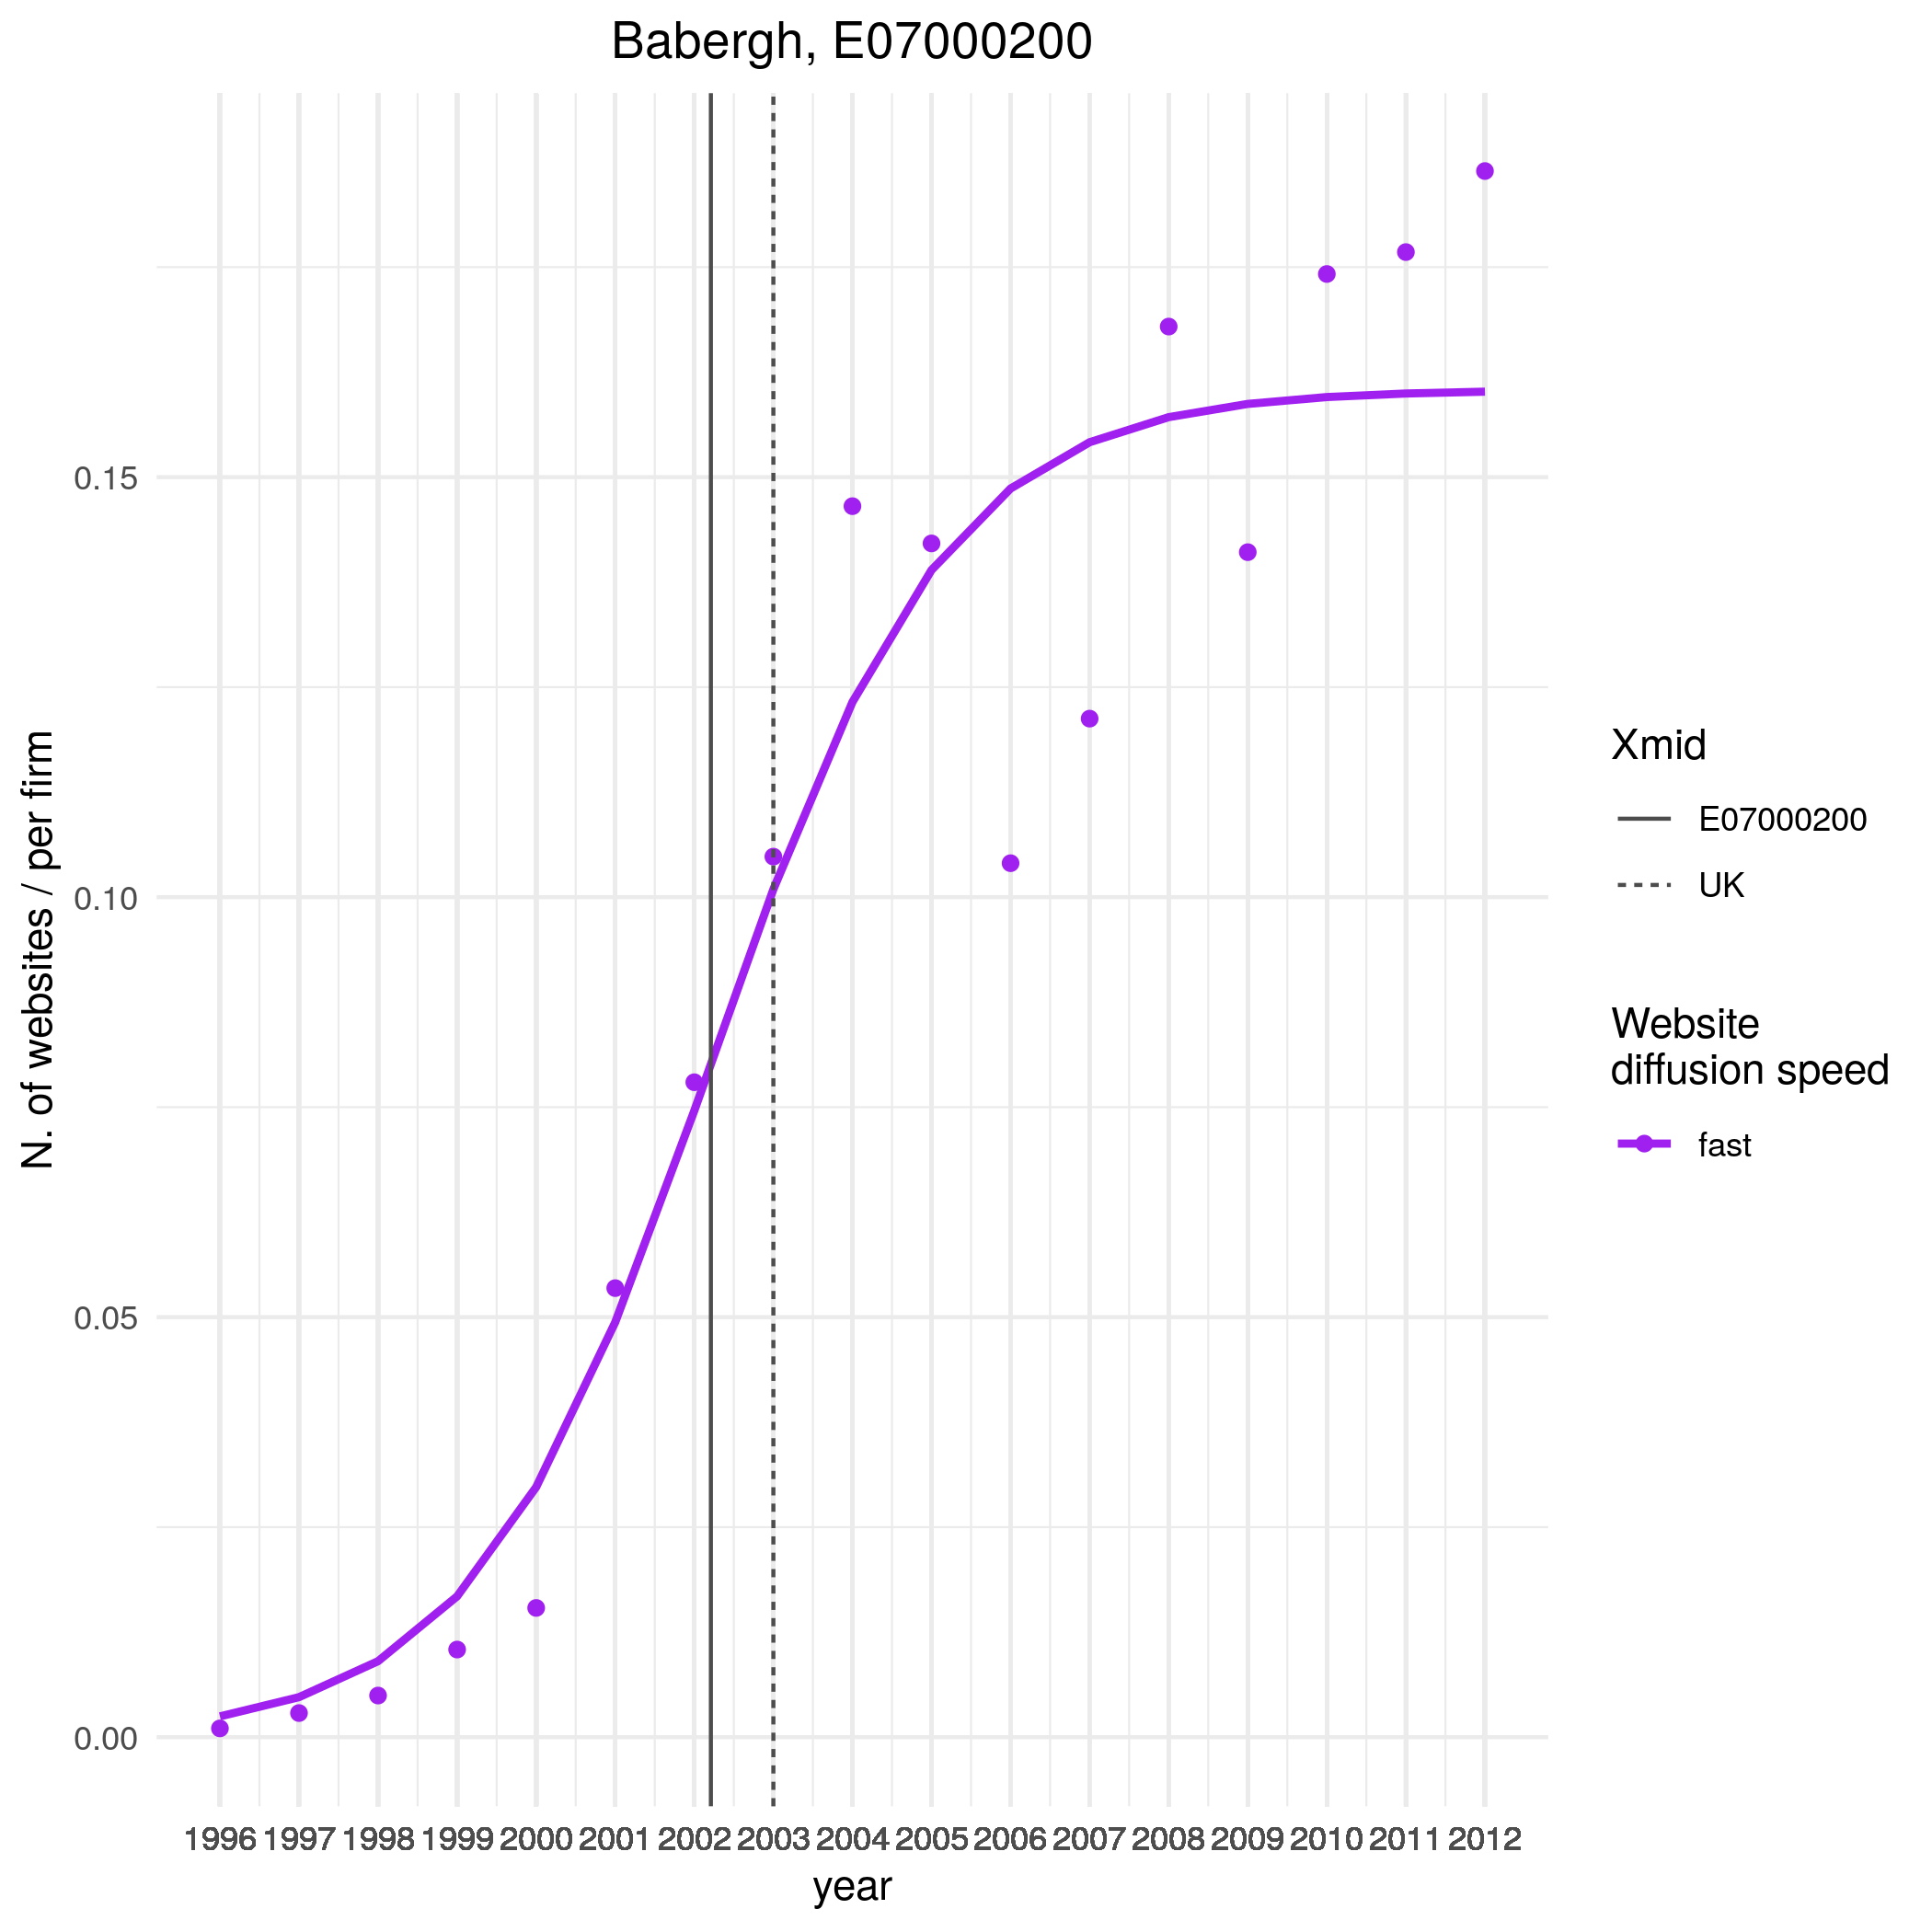 Babergh, E07000200
N. of websites / per firm
0.15
0.10
0.05
0.00
1996 1997 1998 1999 2000 2001 2002 2003 2004 2005 2006 2007 2008 2009 2010 2011 2012
year
Xmid
E07000200
UK
Website
diffusion speed
fast